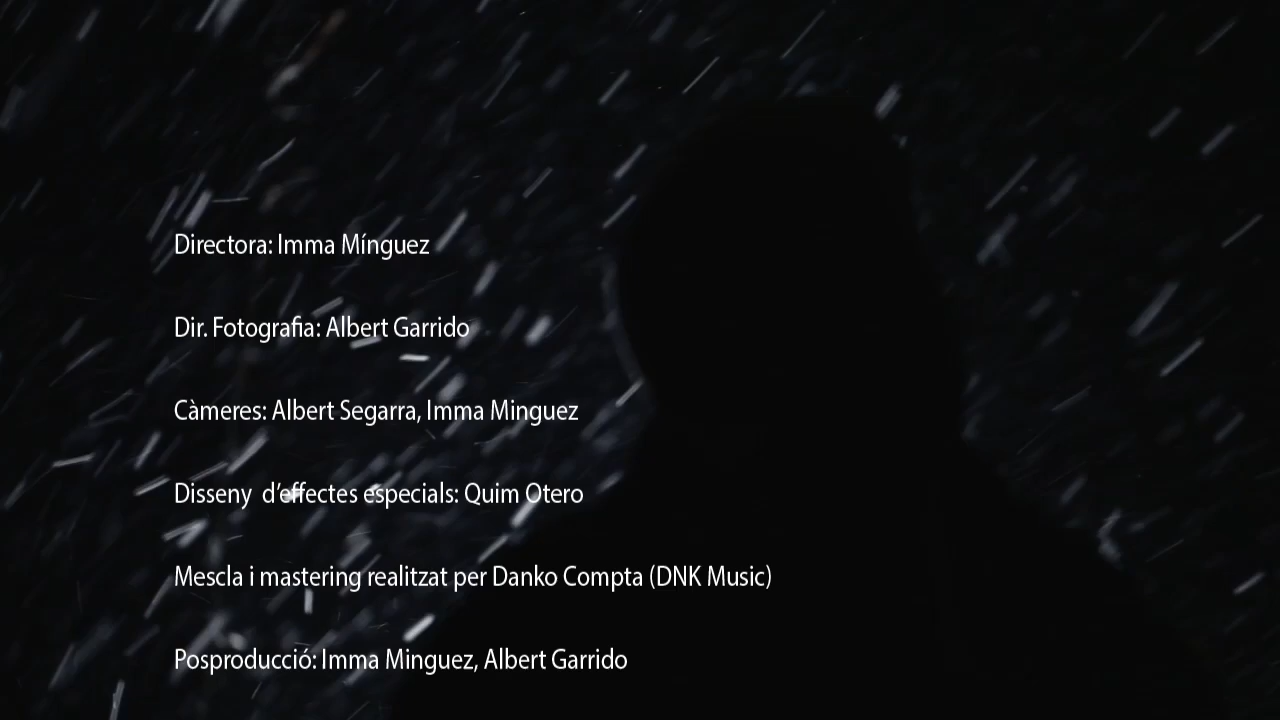 Directora: Imma Mínguez
Dir. Fotografia: Albert Garrido
Càmeres: Albert Segarra, Imma Minguez
Disseny d'effectes especials: Quim Otero
Mescla i mastering realitzat per Danko Compta (DNK Music)
Posproducció: Imma Minguez, Albert Garrido